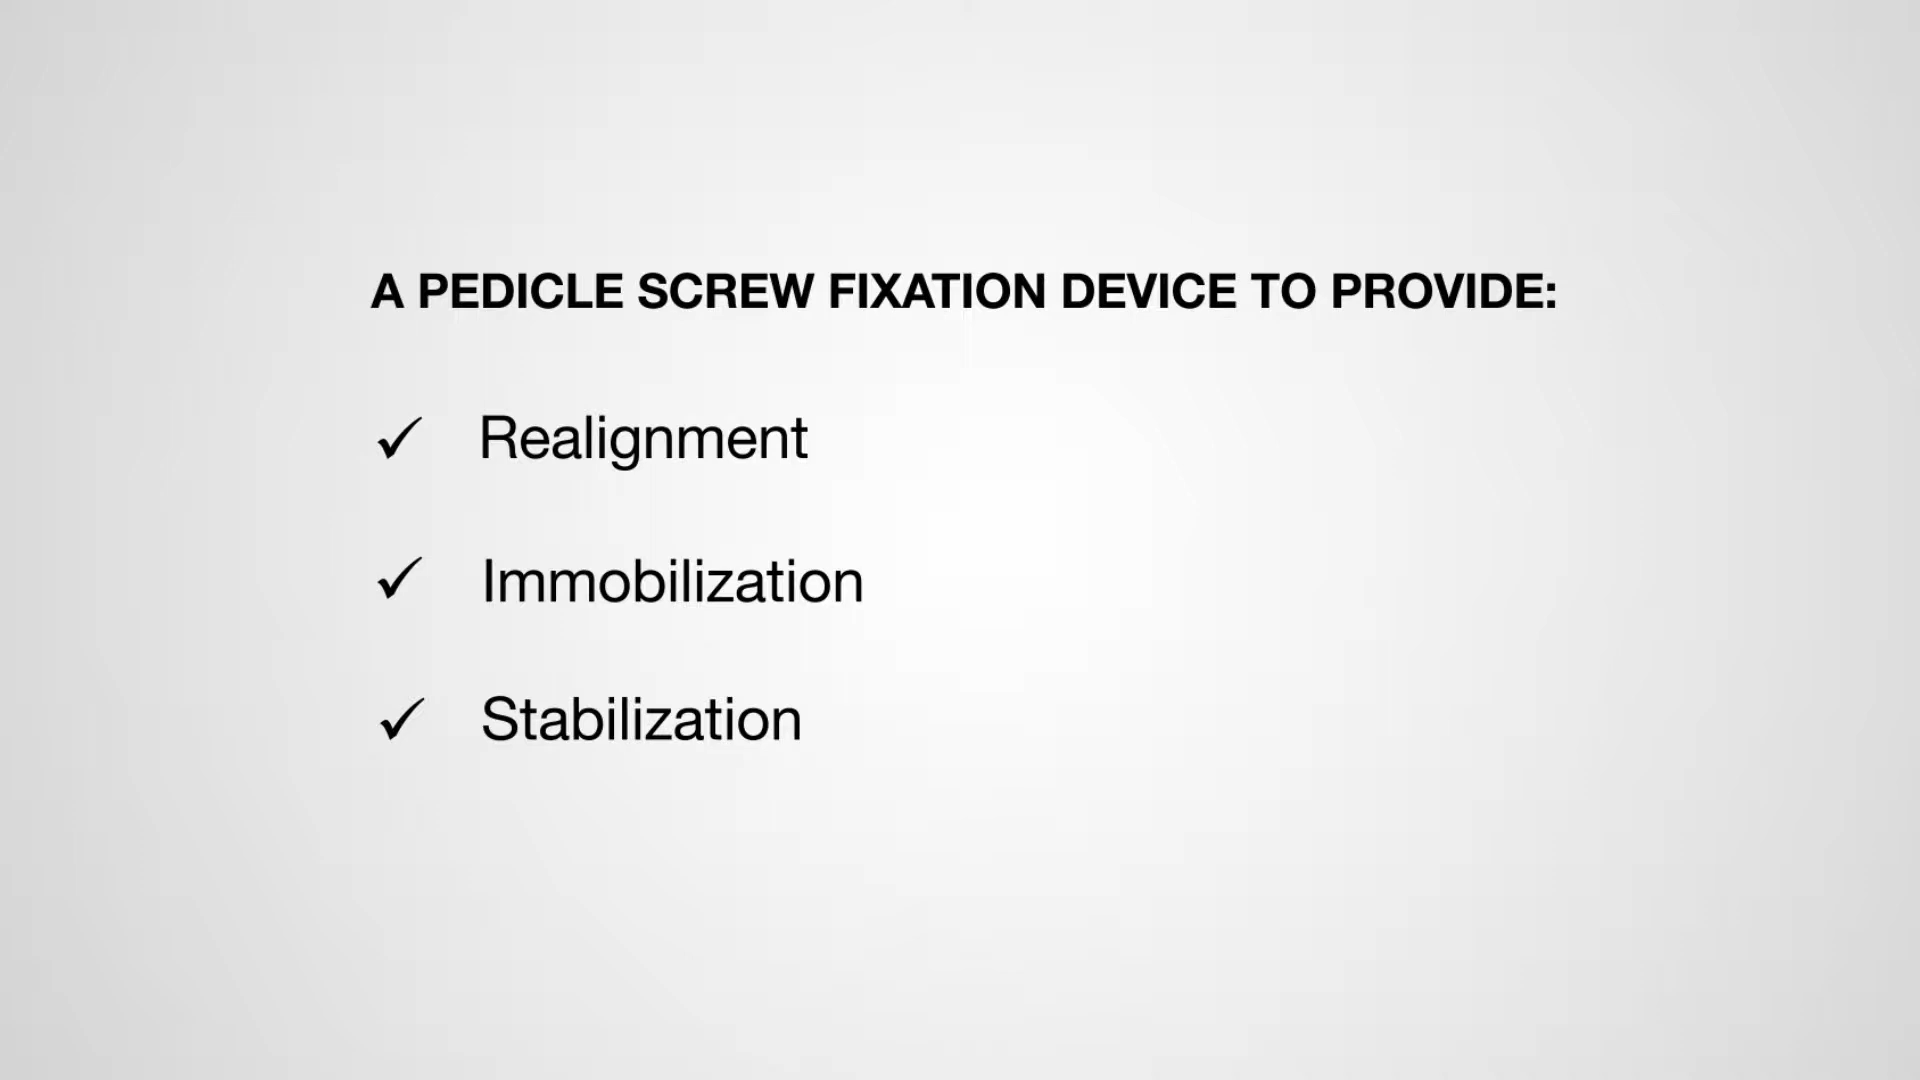 A PEDICLE SCREW FIXATION DEVICE TO PROVIDE:
✓ Realignment
✓ Immobilization
✓ Stabilization